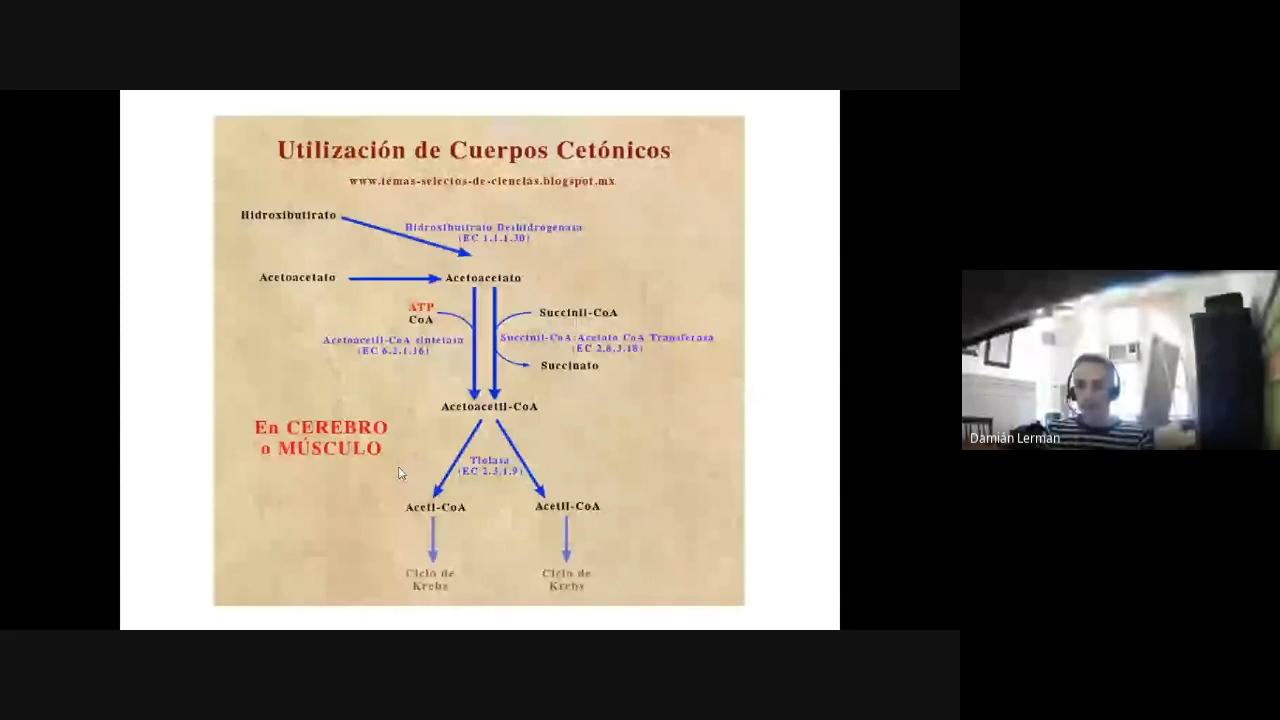 Utilización de Cuerpos Cetónicos
www.temas-selectos-de-ciencias.blogspot.mx
Hidroxibutirato
Hidroxibutirato Deshidrogenasa
(EC 1.1.1.30)
Acetoacetato
Acetoacetato
ATP
CoA
Succinil-CoA
Acetoacetil-CoA sintetasa
(EC 6.2.1.16)
Succinil-CoA:Acetato CoA Transferasa
(EC 2.8.3.18)
Succinato
Acetoacetil-CoA
En CEREBRO
o MÚSCULO
Tiolasa
(EC 2.3.1.9)
Acetil-CoA
Acetil-CoA
Ciclo de
Krebs
Ciclo de
Krebs
Damián Lerman